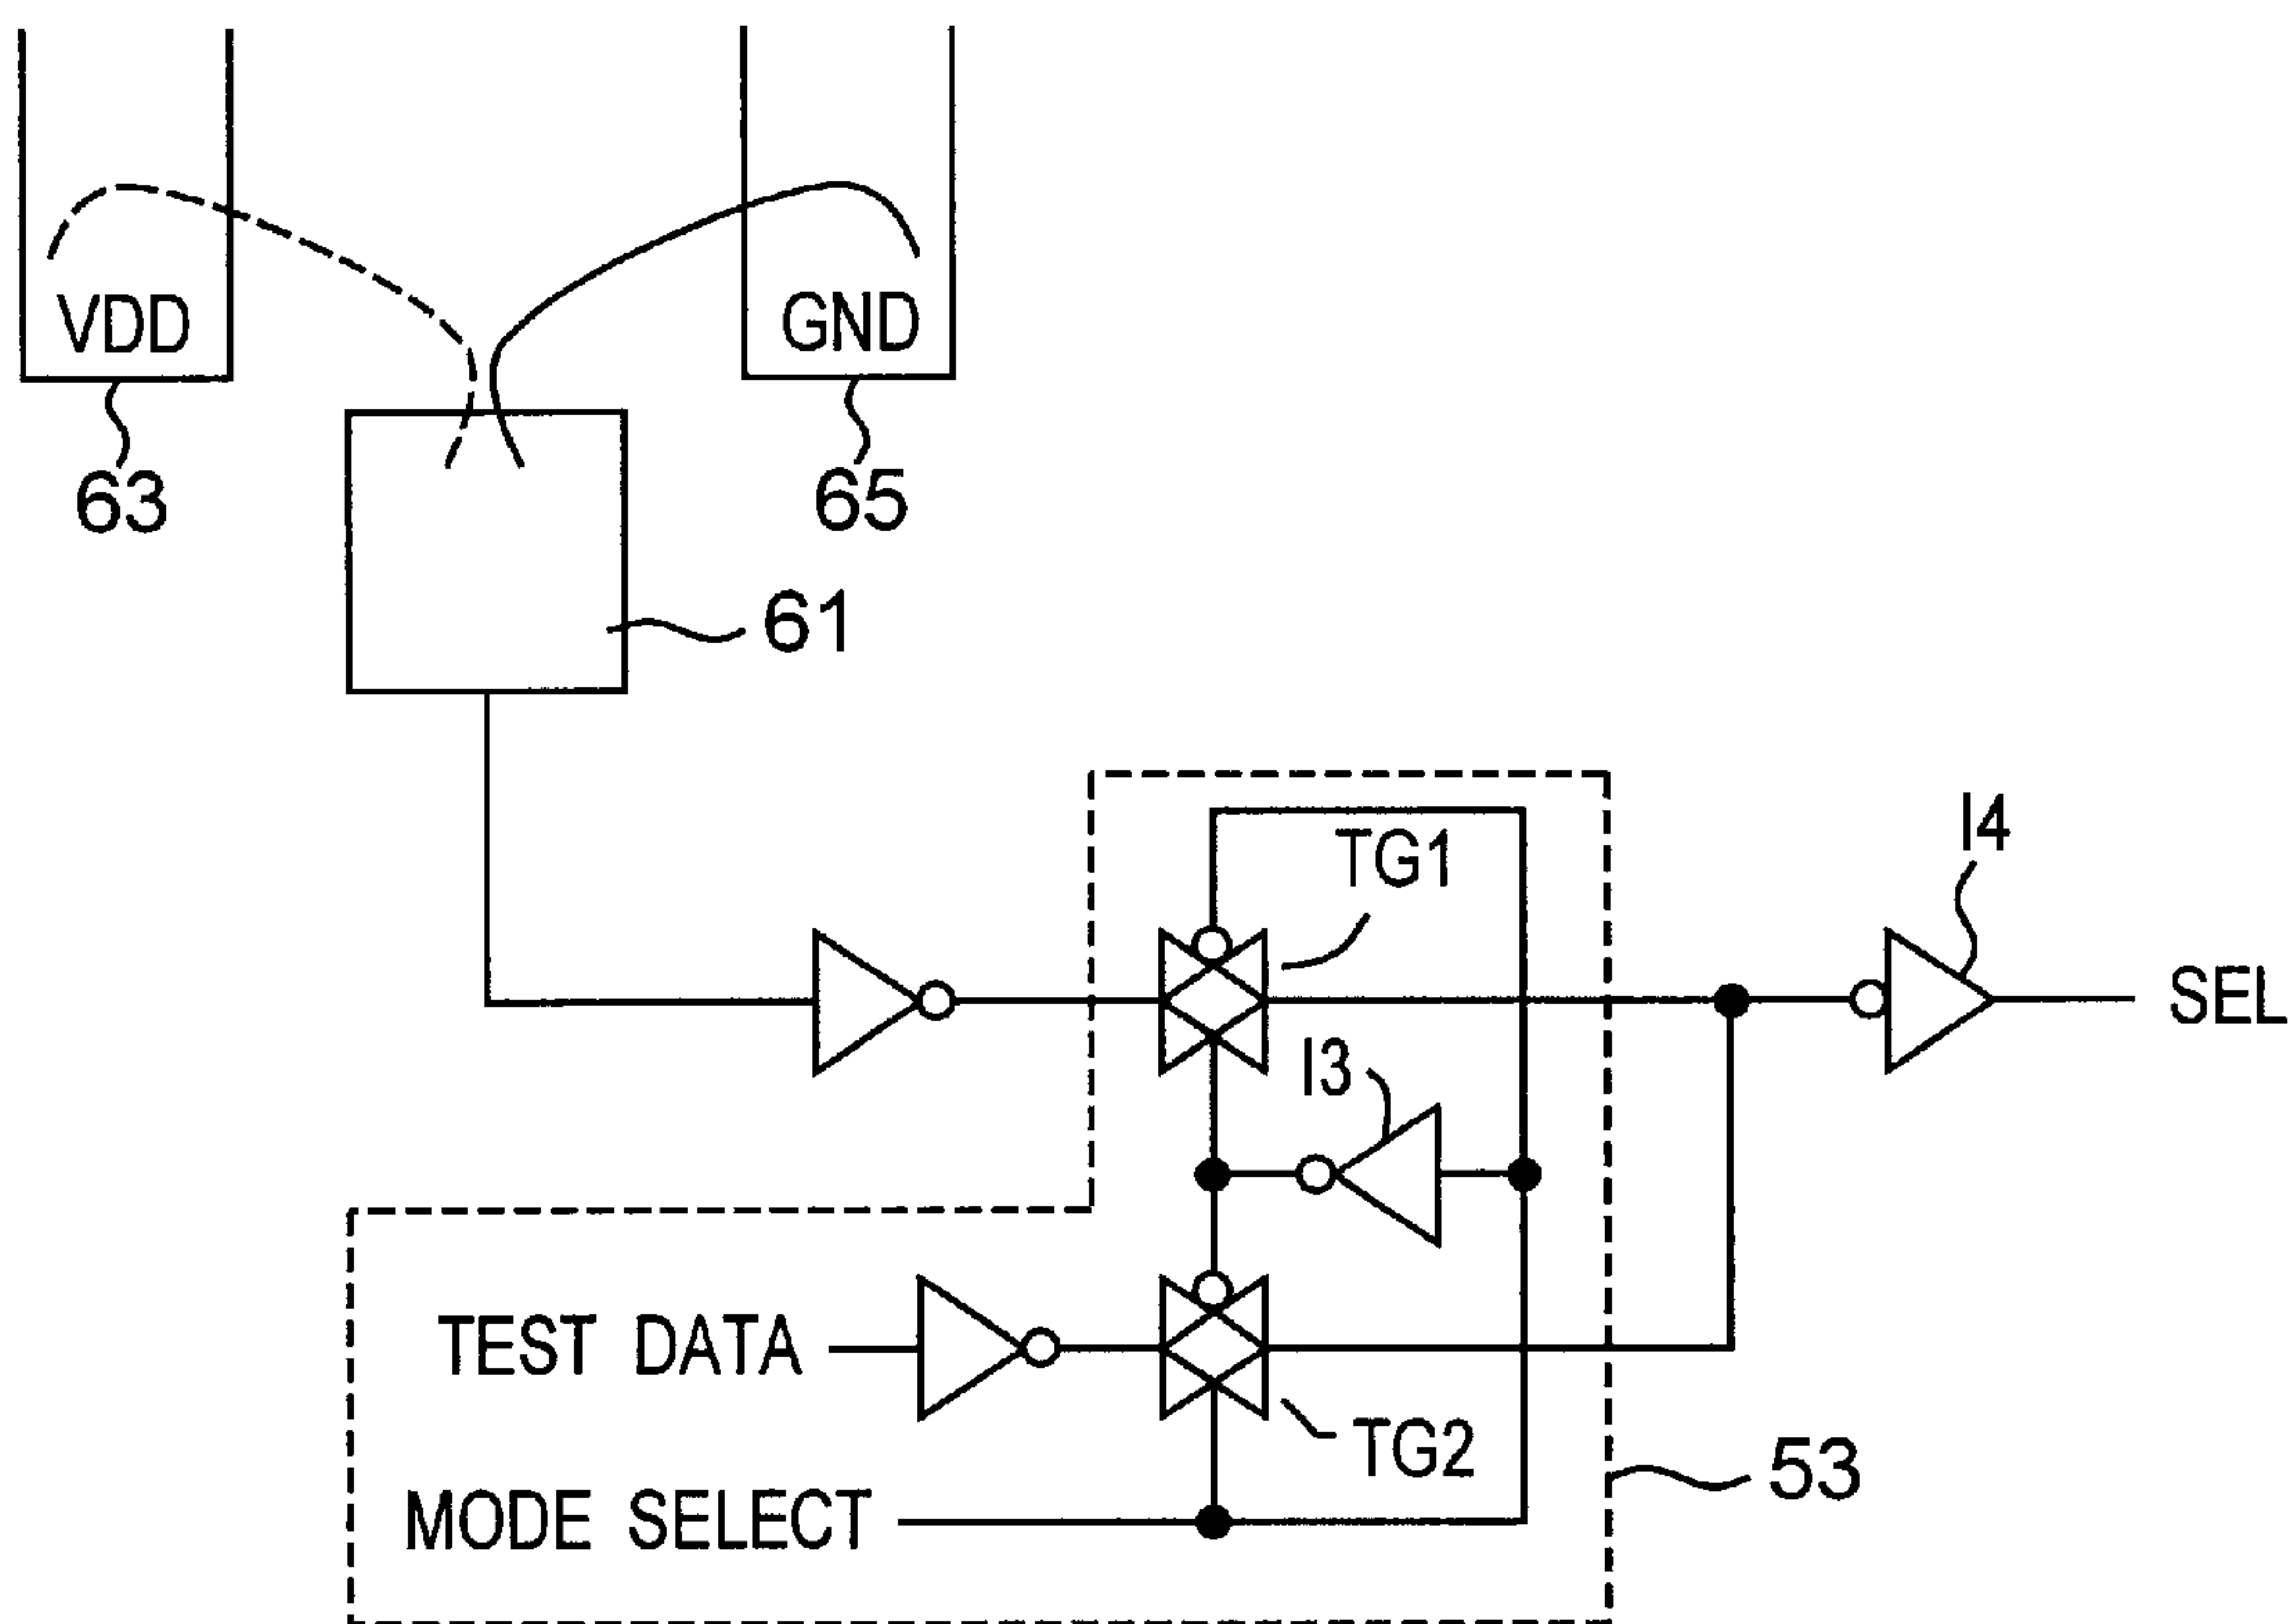 VDD
GND
63
65
61
TG1
I4
SEL
I3
TEST DATA
TG2
MODE SELECT
53